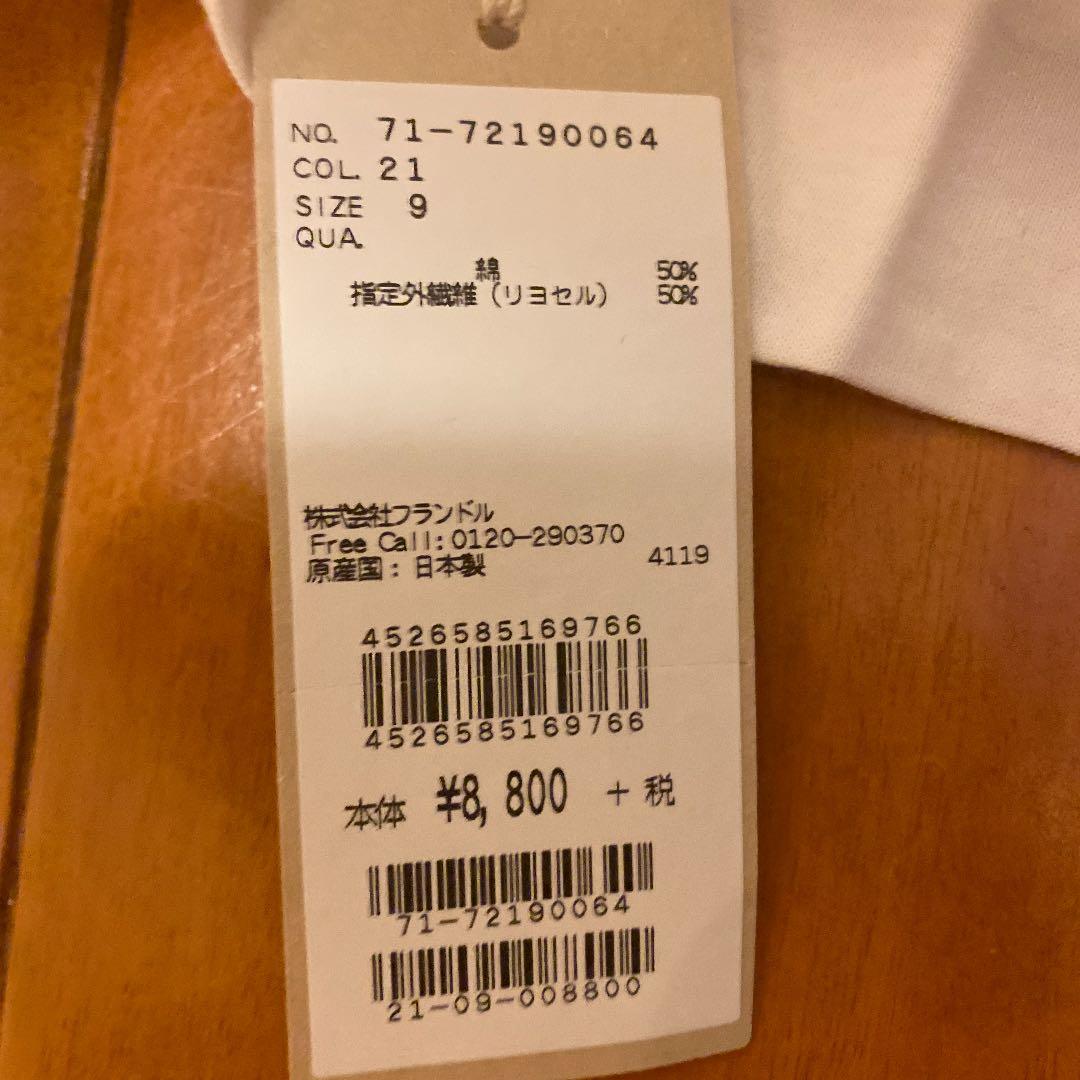 NO. 71-72190064
COL. 21
SIZE 9
QUA.
綿 50%
指定外繊維(リヨセル) 50%
株式会社フランドル
Free Call: 0120-290370
原産国: 日本製 4119
4526585169766
4526585169766
本体 ¥8,800 + 税
71-72190064
21-09-008800